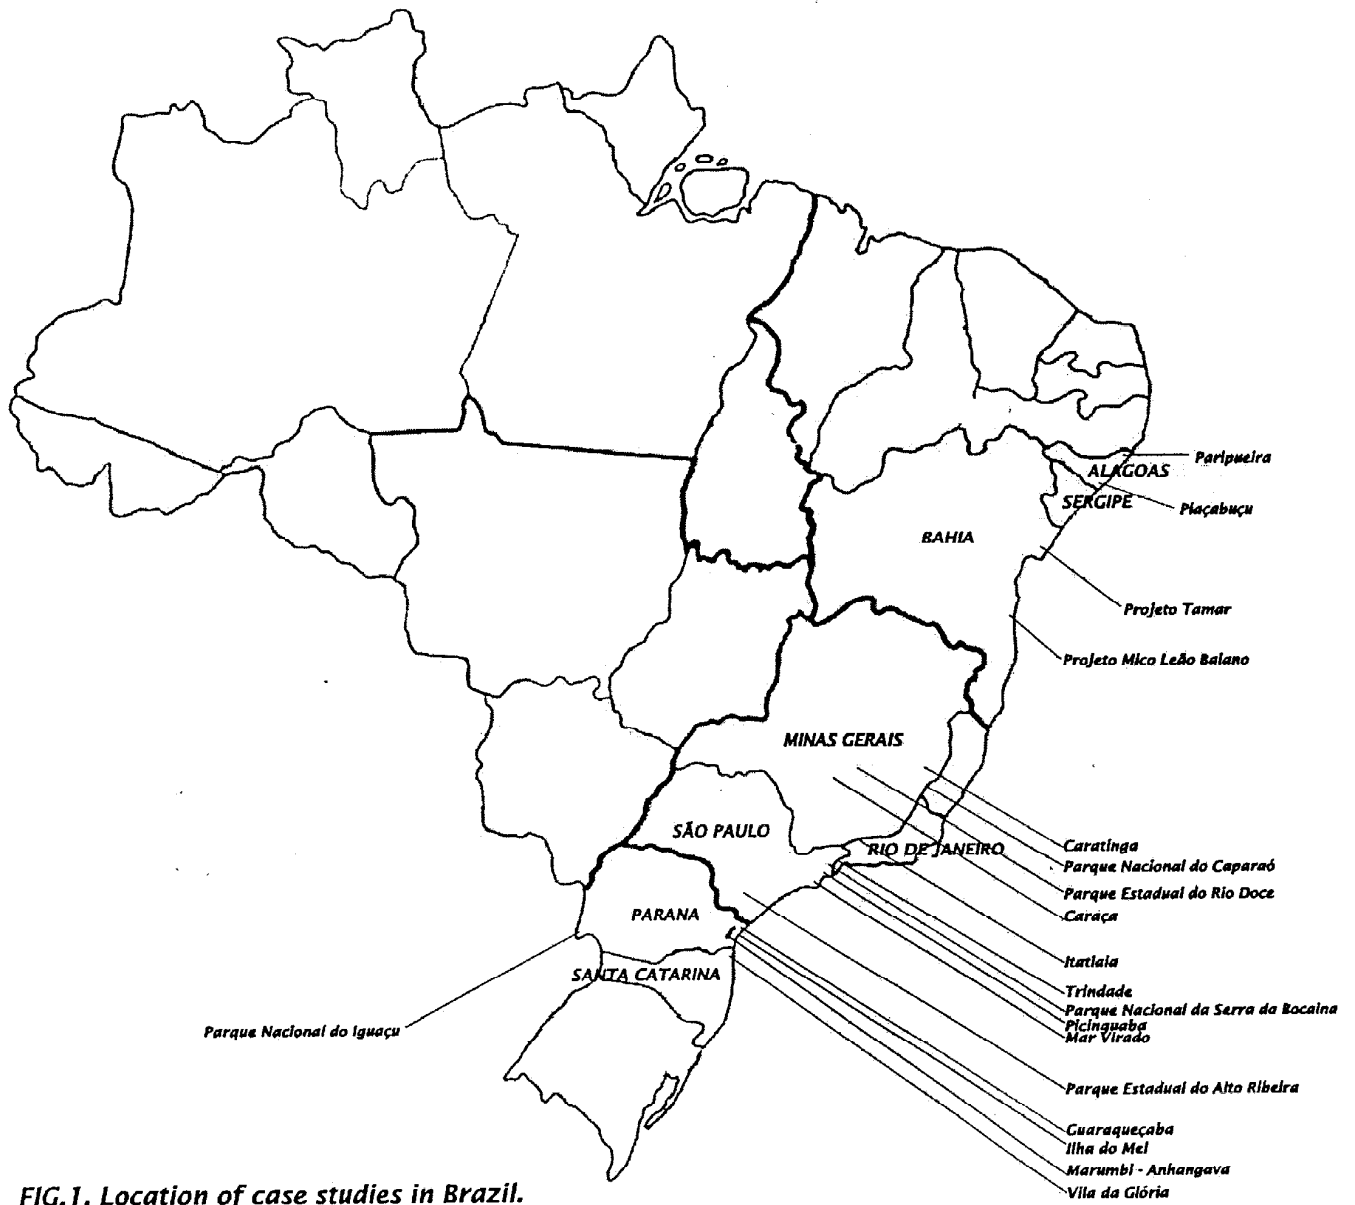 Paripueira
ALAGOAS
SERGIPE
Piaçabuçu
BAHIA
Projeto Tamar
Projeto Mico Leão Baiano
MINAS GERAIS
SÃO PAULO
RIO DE JANEIRO
Caratinga
Parque Nacional do Caparaó
Parque Estadual do Rio Doce
Caraça
PARANA
Itatiaia
SANTA CATARINA
Trindade
Parque Nacional da Serra da Bocaina
Picinguaba
Parque Nacional do Iguaçu
Mar Virado
Parque Estadual do Alto Ribeira
Guaraqueçaba
Ilha do Mel
Marumbi - Anhangava
Vila da Glória
FIG.1. Location of case studies in Brazil.